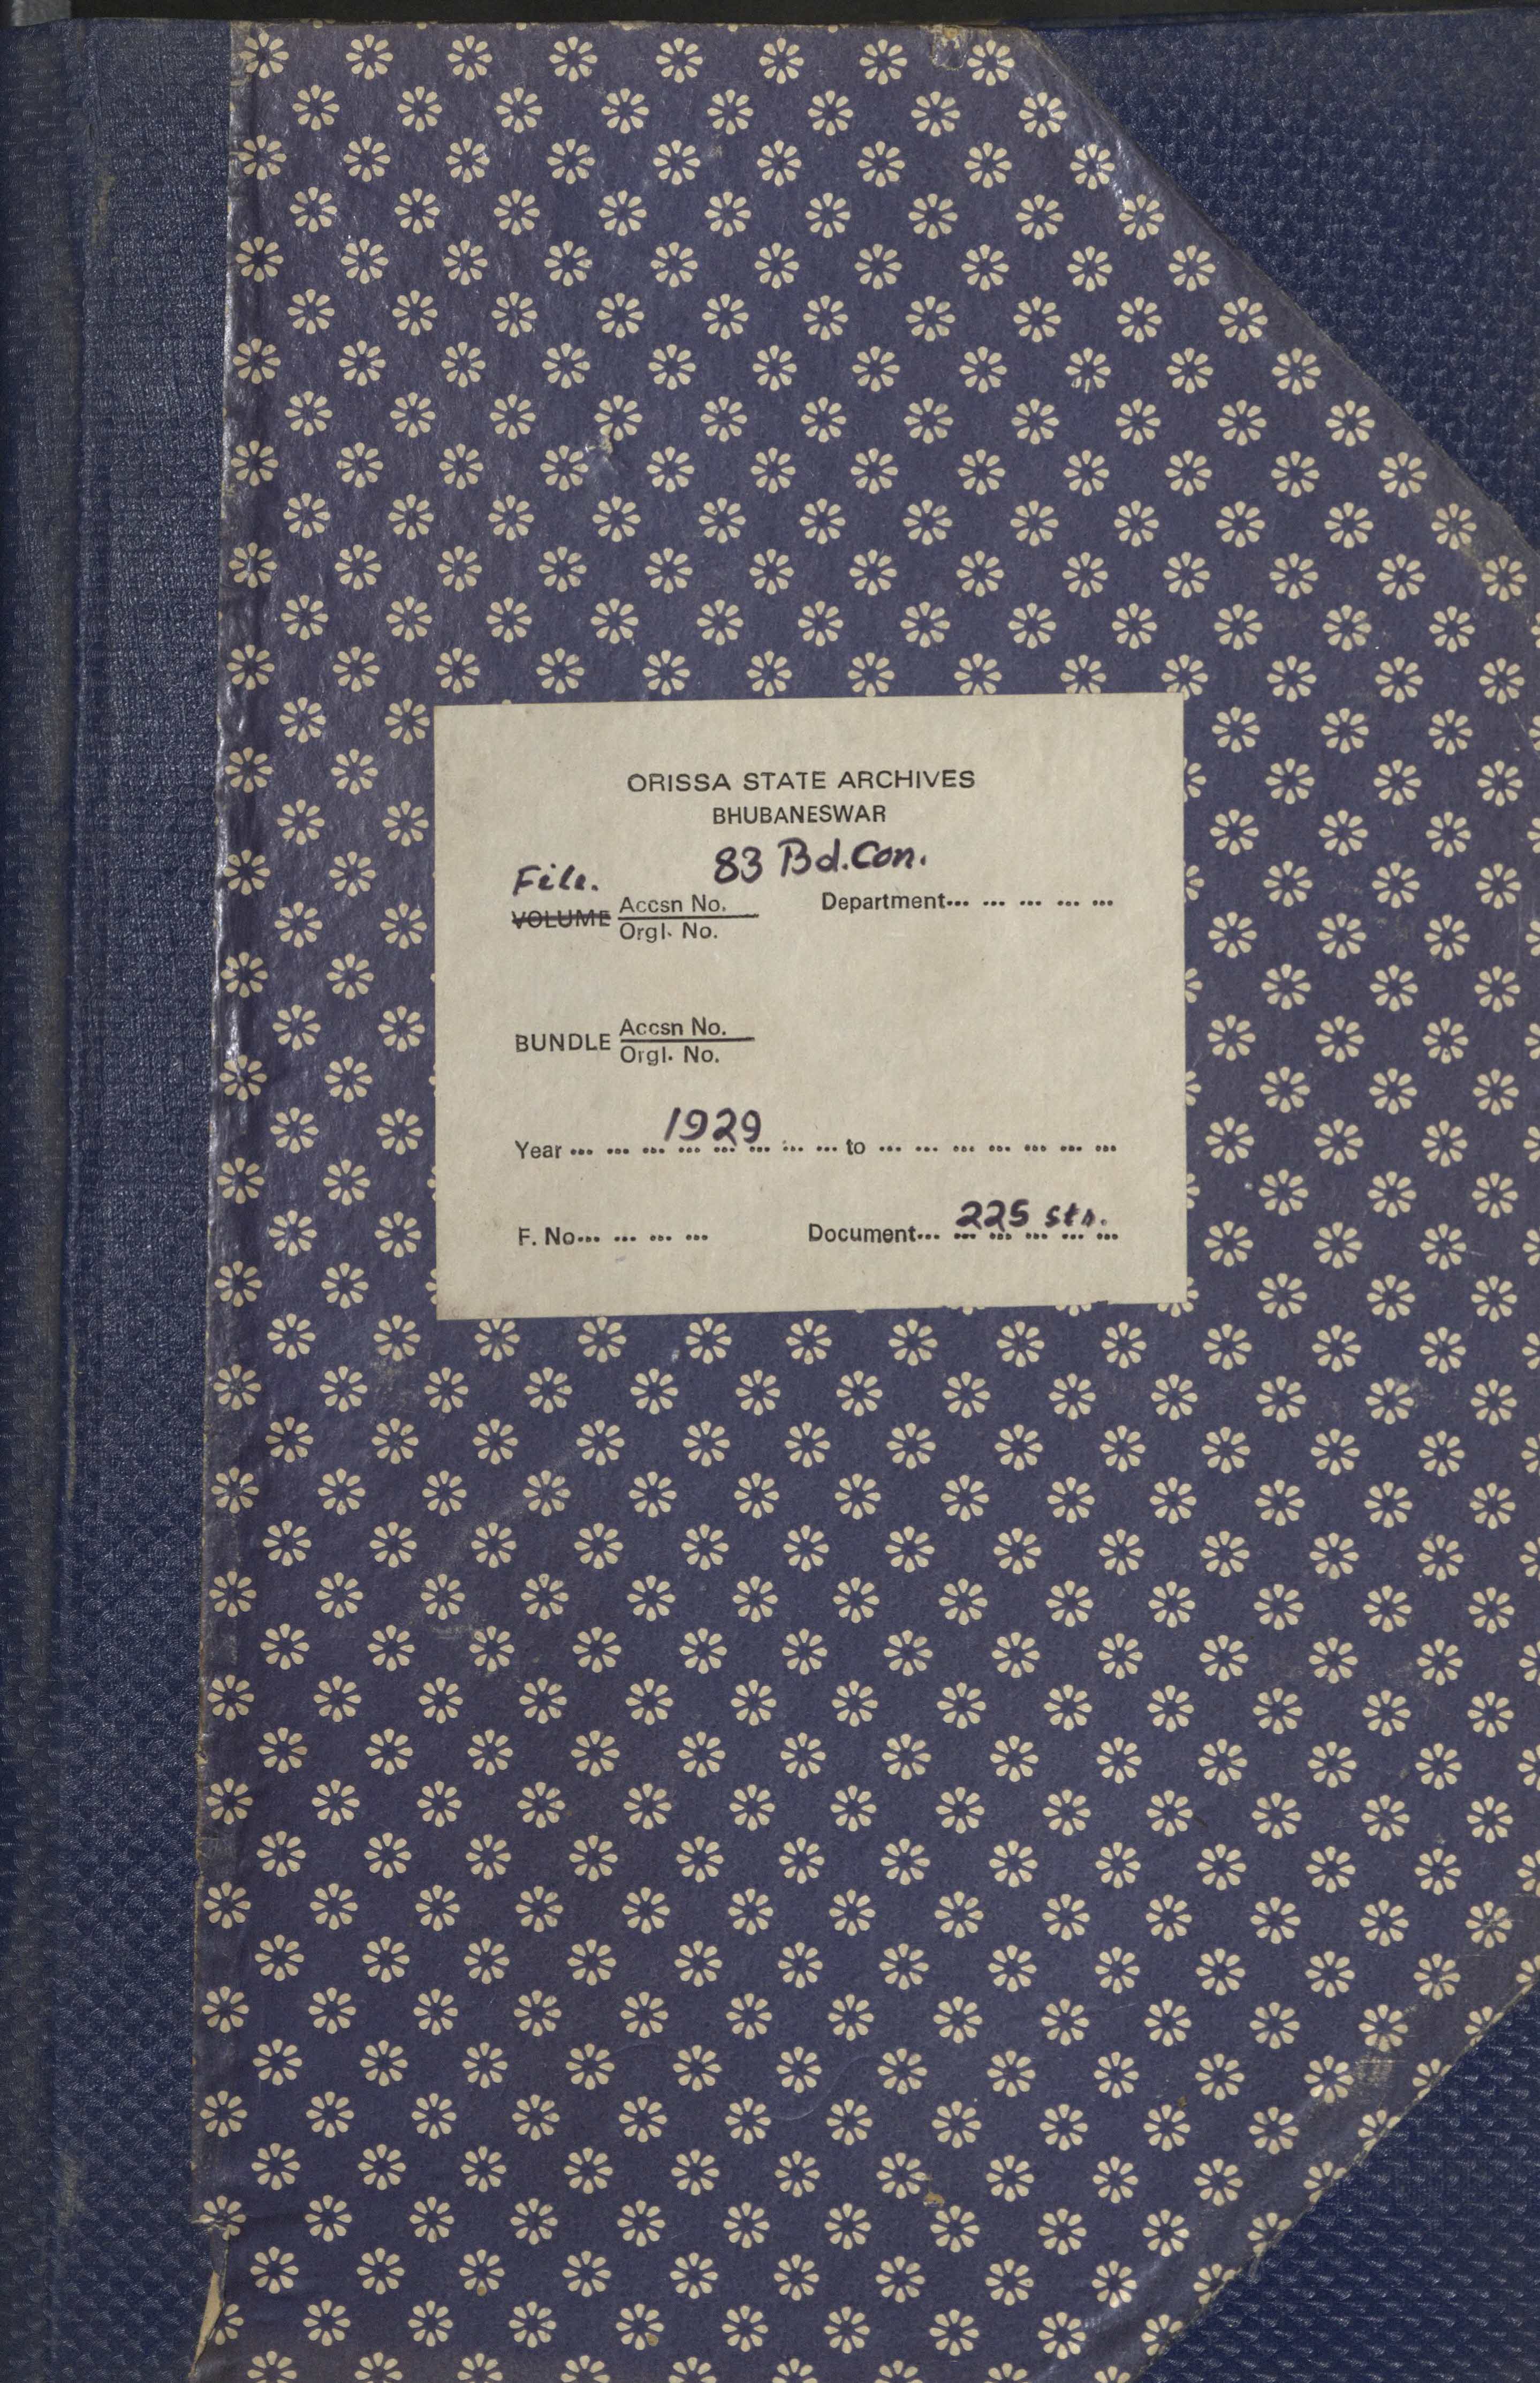 ORISSA STATE ARCHIVES
BHUBANESWAR
83 Bd.Con.
File.
VOLUME Accsn No. Department... ... ... ... ...
Orgl. No.
BUNDLE Accsn No.
Orgl. No.
1929
Year ... ... ... ... ... ... ... ... to ... ... ... ... ... ... ...
225 sts.
F. No... ... ... ... Document... ... ... ... ... ...